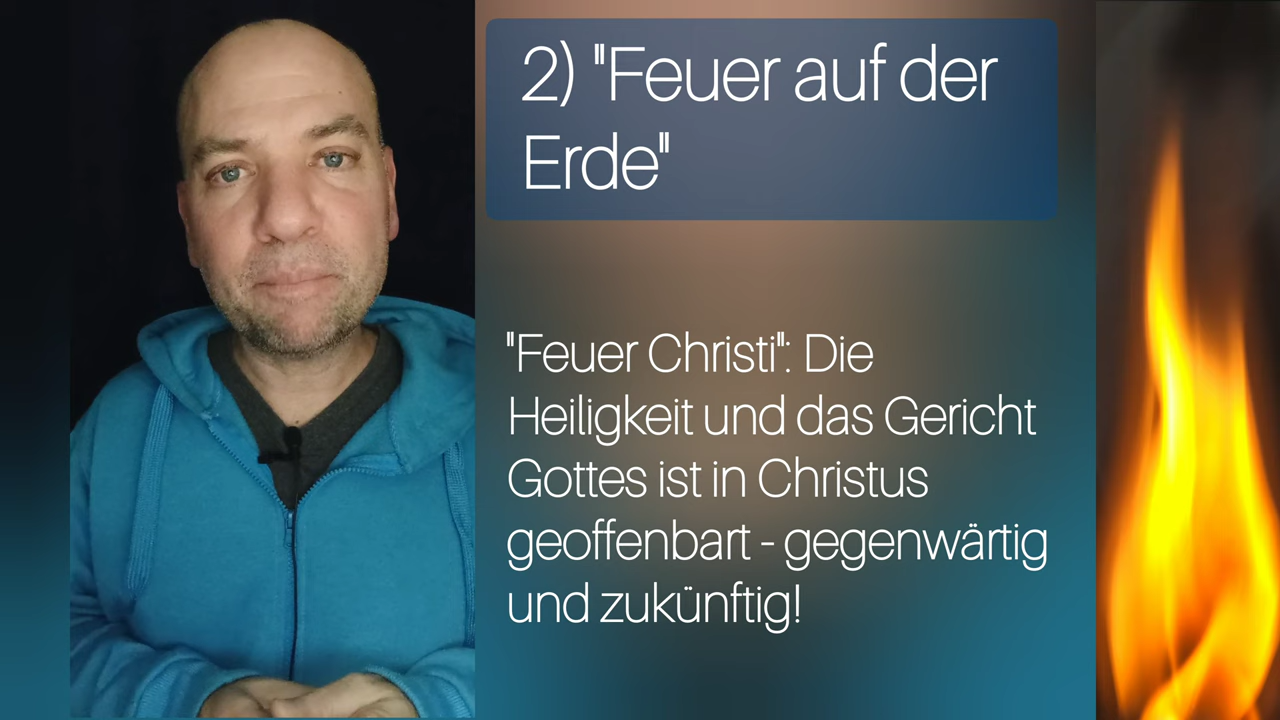 2) "Feuer auf der
Erde"
"Feuer Christi": Die
Heiligkeit und das Gericht
Gottes ist in Christus
geoffenbart - gegenwärtig
und zukünftig!